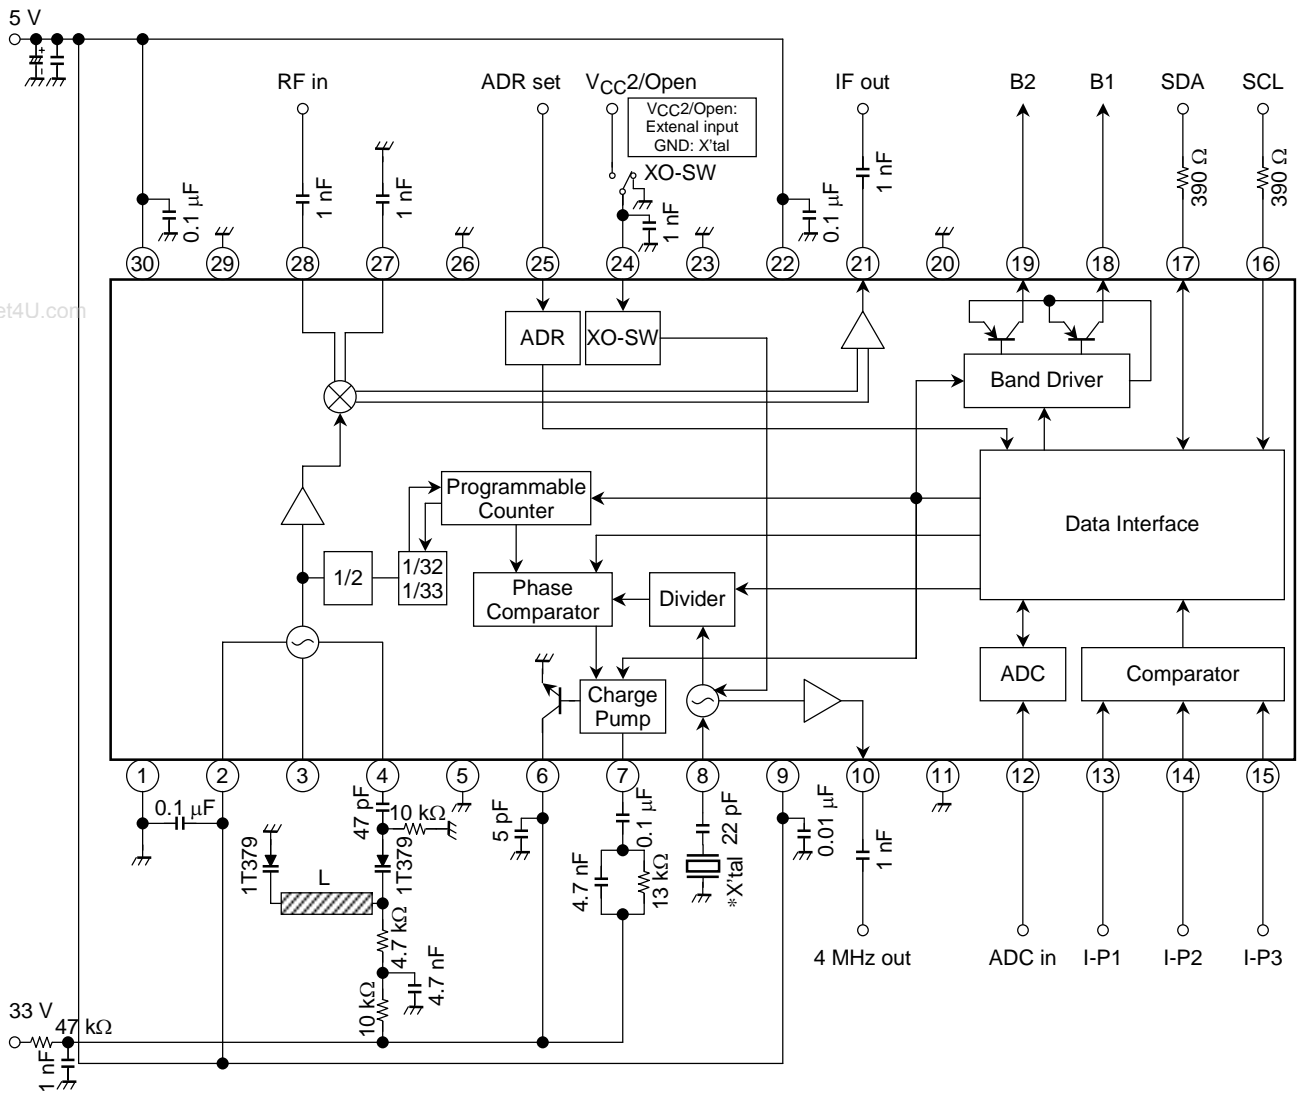 5 V
RF in
ADR set
VCC2/Open
IF out
B2
B1
SDA
SCL
VCC2/Open:
Extenal input
GND: X'tal
XO-SW
0.1 µF
1 nF
1 nF
1 nF
0.1 µF
1 nF
390 Ω
390 Ω
30
29
28
27
26
25
24
23
22
21
20
19
18
17
16
et4U.com
ADR
XO-SW
Band Driver
Programmable
Counter
Data Interface
1/2
1/32
1/33
Phase
Comparator
Divider
Charge
Pump
ADC
Comparator
1
2
3
4
5
6
7
8
9
10
11
12
13
14
15
0.1 µF
47 pF
10 kΩ
1T379
1T379
L
4.7 kΩ
4.7 nF
10 kΩ
5 pF
0.1 µF
4.7 nF
13 kΩ
22 pF
*X'tal
0.01 µF
1 nF
4 MHz out
ADC in
I-P1
I-P2
I-P3
33 V
47 kΩ
1 nF